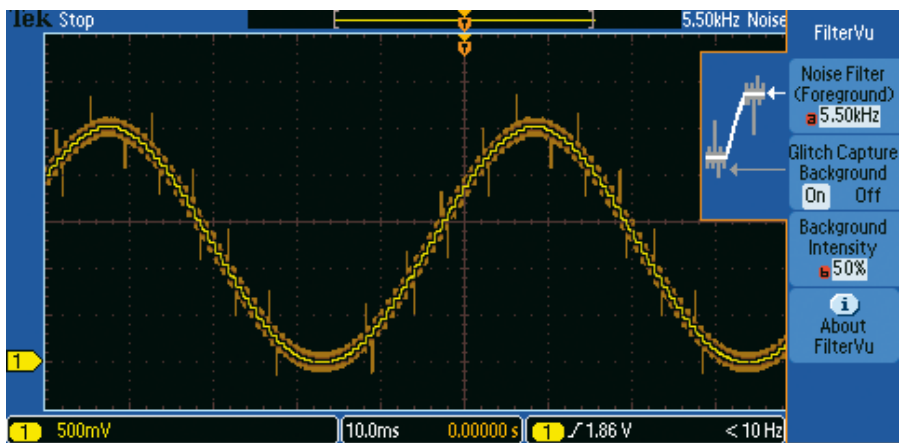 Tek Stop
T
5.50kHz Noise
T
FilterVu
Noise Filter
(Foreground)
a 5.50kHz
Glitch Capture
Background
On Off
Background
Intensity
b 50%
i
About
FilterVu
1
1 500mV
10.0ms 0.00000 s
1 1.86 V
< 10 Hz